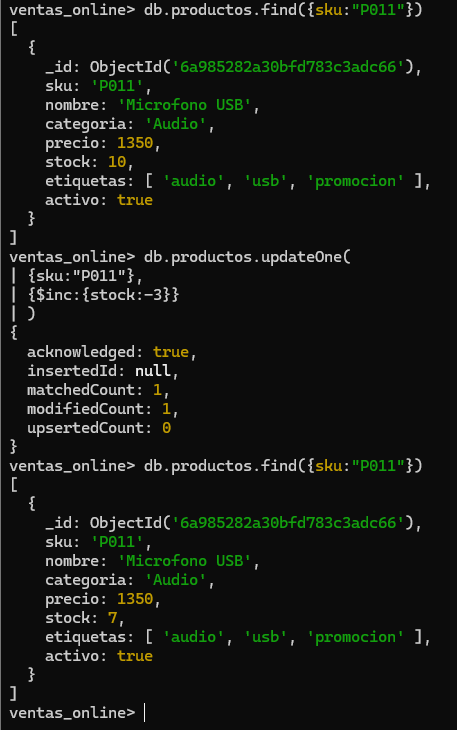 ventas_online> db.productos.find({sku:"P011"})
[
  {
    _id: ObjectId('6a985282a30bfd783c3adc66'),
    sku: 'P011',
    nombre: 'Microfono USB',
    categoria: 'Audio',
    precio: 1350,
    stock: 10,
    etiquetas: [ 'audio', 'usb', 'promocion' ],
    activo: true
  }
]
ventas_online> db.productos.updateOne(
| {sku:"P011"},
| {$inc:{stock:-3}}
| )
{
  acknowledged: true,
  insertedId: null,
  matchedCount: 1,
  modifiedCount: 1,
  upsertedCount: 0
}
ventas_online> db.productos.find({sku:"P011"})
[
  {
    _id: ObjectId('6a985282a30bfd783c3adc66'),
    sku: 'P011',
    nombre: 'Microfono USB',
    categoria: 'Audio',
    precio: 1350,
    stock: 7,
    etiquetas: [ 'audio', 'usb', 'promocion' ],
    activo: true
  }
]
ventas_online>